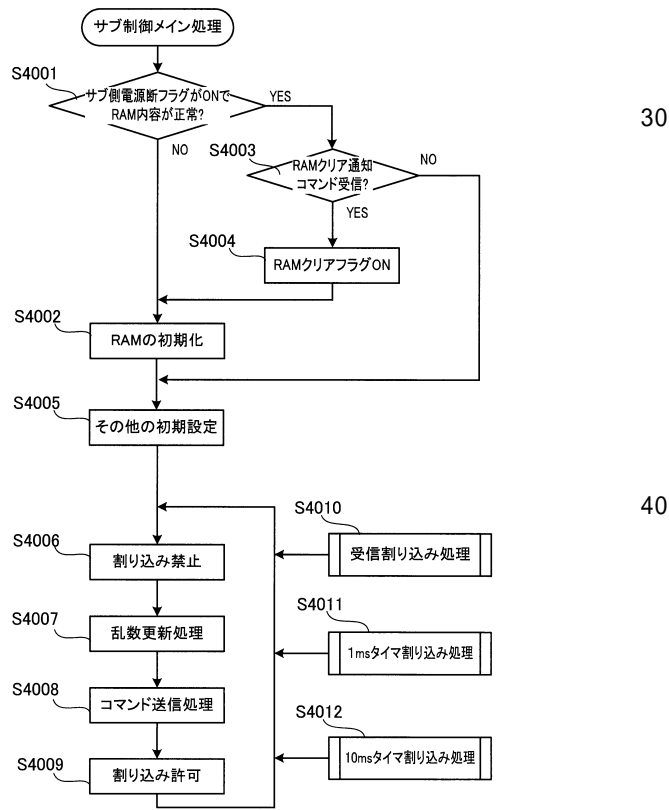 サブ制御メイン処理
S4001
サブ側電源断フラグがONで
RAM内容が正常?
YES
NO
30
S4003
RAMクリア通知
コマンド受信?
NO
YES
S4004
RAMクリアフラグON
S4002
RAMの初期化
S4005
その他の初期設定
40
S4006
割り込み禁止
S4010
受信割り込み処理
S4007
乱数更新処理
S4011
1msタイマ割り込み処理
S4008
コマンド送信処理
S4012
10msタイマ割り込み処理
S4009
割り込み許可